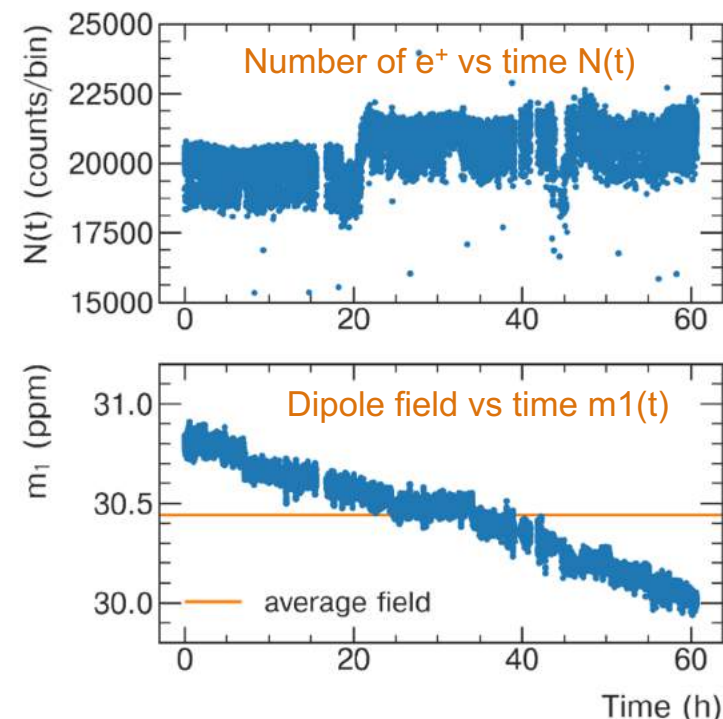 25000
Number of e⁺ vs time N(t)
22500
20000
17500
15000
N(t) (counts/bin)
0 20 40 60
Dipole field vs time m1(t)
31.0
30.5
30.0
m₁ (ppm)
average field
0 20 40 60
Time (h)